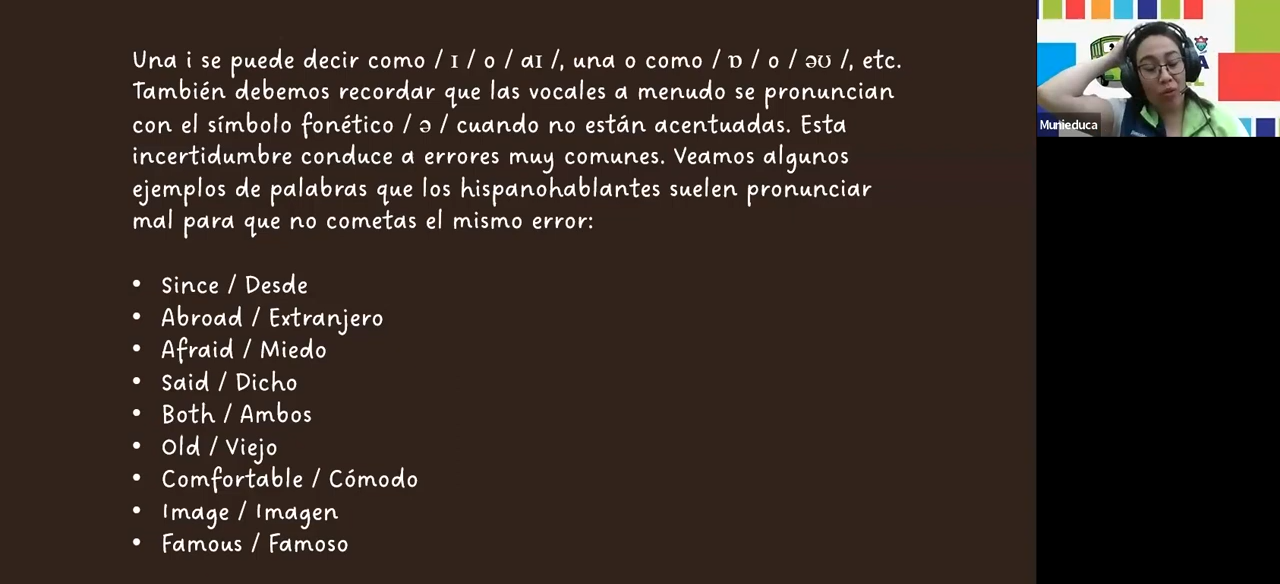 Una i se puede decir como / ɪ / o / aɪ /, una o como / ɒ / o / əʊ /, etc.
También debemos recordar que las vocales a menudo se pronuncian
con el símbolo fonético / ə / cuando no están acentuadas. Esta
incertidumbre conduce a errores muy comunes. Veamos algunos
ejemplos de palabras que los hispanohablantes suelen pronunciar
mal para que no cometas el mismo error:
• Since / Desde
• Abroad / Extranjero
• Afraid / Miedo
• Said / Dicho
• Both / Ambos
• Old / Viejo
• Comfortable / Cómodo
• Image / Imagen
• Famous / Famoso
Munieduca